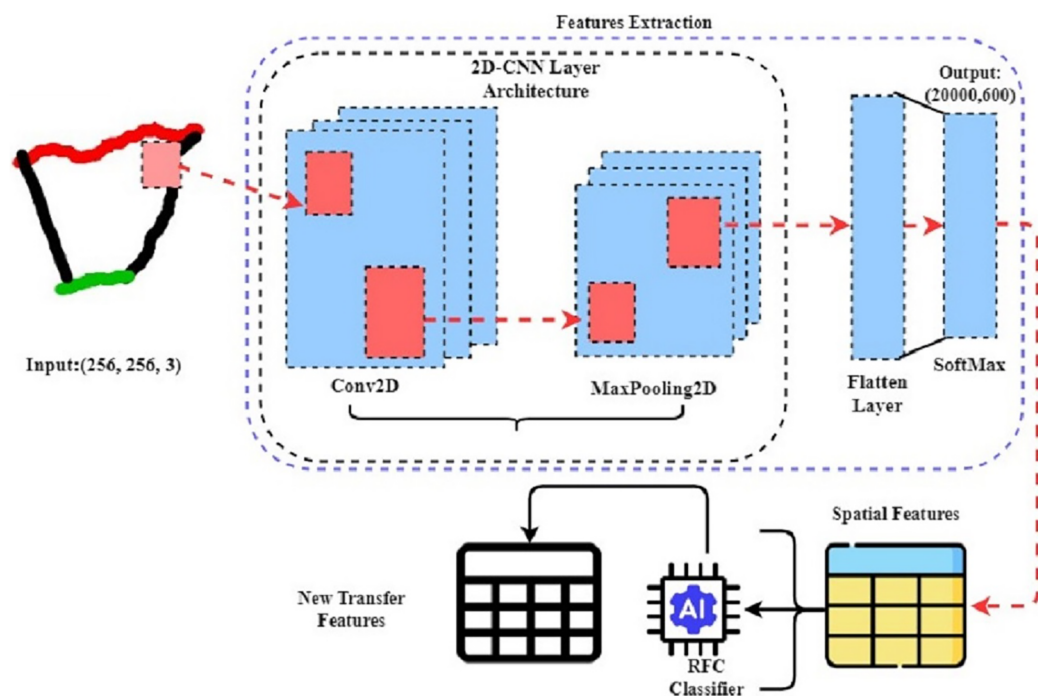 Features Extraction
2D-CNN Layer
Architecture
Output:
(20000,600)
Input:(256, 256, 3)
Conv2D
MaxPooling2D
Flatten
Layer
SoftMax
Spatial Features
New Transfer
Features
AI
RFC
Classifier